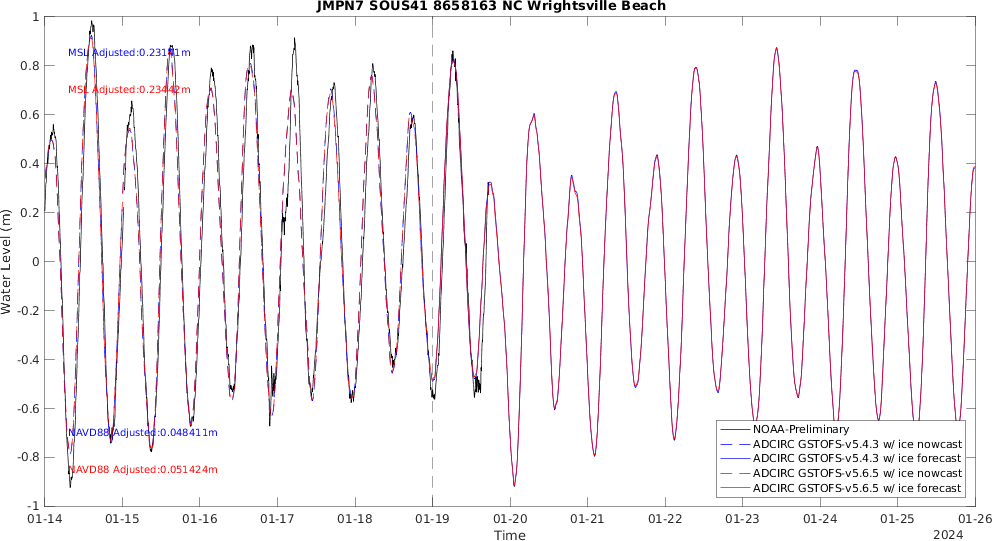 JMPN7 SOUS41 8658163 NC Wrightsville Beach
1
0.8
0.6
0.4
0.2
0
-0.2
-0.4
-0.6
-0.8
-1
Water Level (m)
MSL Adjusted:0.23442m
NAVD88 Adjusted:0.048411m
NAVD88 Adjusted:0.051424m
NOAA-Preliminary
ADCIRC GSTOFS-v5.4.3 w/ ice nowcast
ADCIRC GSTOFS-v5.4.3 w/ ice forecast
ADCIRC GSTOFS-v5.6.5 w/ ice nowcast
ADCIRC GSTOFS-v5.6.5 w/ ice forecast
01-14 01-15 01-16 01-17 01-18 01-19 01-20 01-21 01-22 01-23 01-24 01-25 01-26
Time
2024